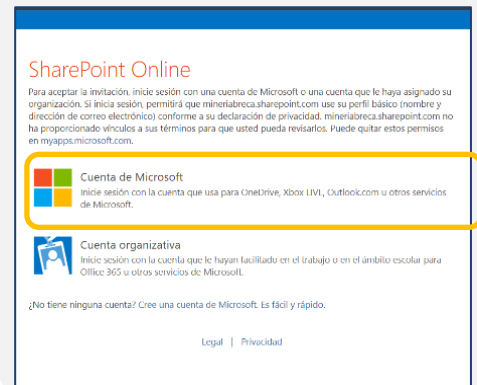 SharePoint Online
Para aceptar la invitación, inicie sesión con una cuenta de Microsoft o una cuenta que le haya asignado su
organización. Si inicia sesión, permitirá que mineriabreca.sharepoint.com use su perfil básico (nombre y
dirección de correo electrónico) conforme a su declaración de privacidad. mineriabreca.sharepoint.com no
ha proporcionado vínculos a sus términos para que usted pueda revisarlos. Puede quitar estos permisos
en myapps.microsoft.com.
Cuenta de Microsoft
Inicie sesión con la cuenta que usa para OneDrive, Xbox LIVE, Outlook.com u otros servicios
de Microsoft.
Cuenta organizativa
Inicie sesión con la cuenta que le hayan facilitado en el trabajo o en el ámbito escolar para
Office 365 u otros servicios de Microsoft.
¿No tiene ninguna cuenta? Cree una cuenta de Microsoft. Es fácil y rápido.
Legal | Privacidad